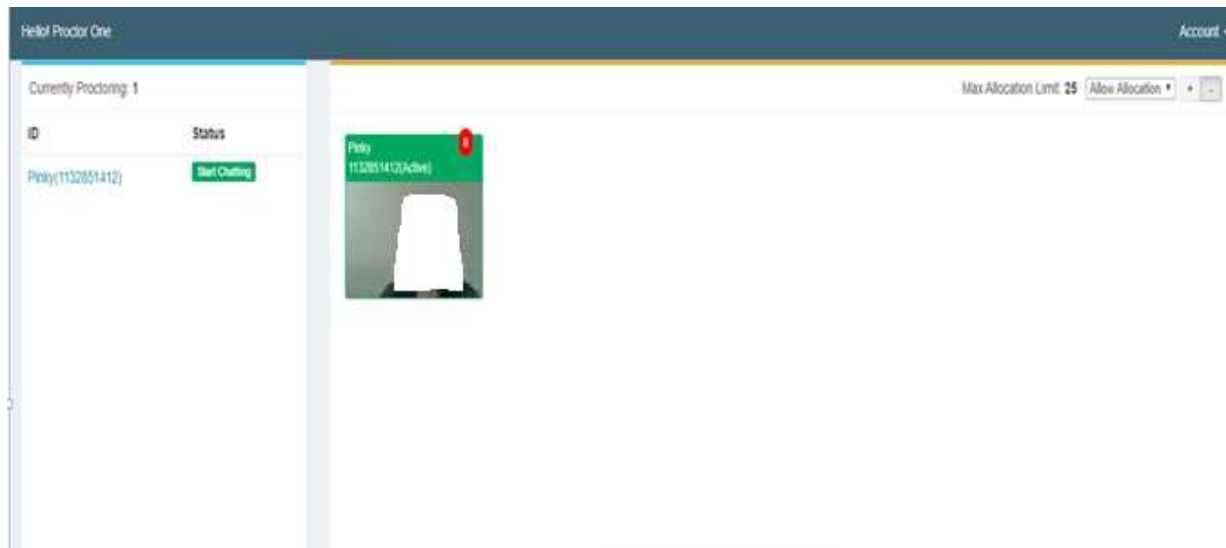 Hello! Proctor One
Account
Currently Proctoring: 1
Max Allocation Limit: 25 Allow Allocation + -
ID Status
Pinky(1132851412) Start Chatting
Pinky
1132851412(Active)